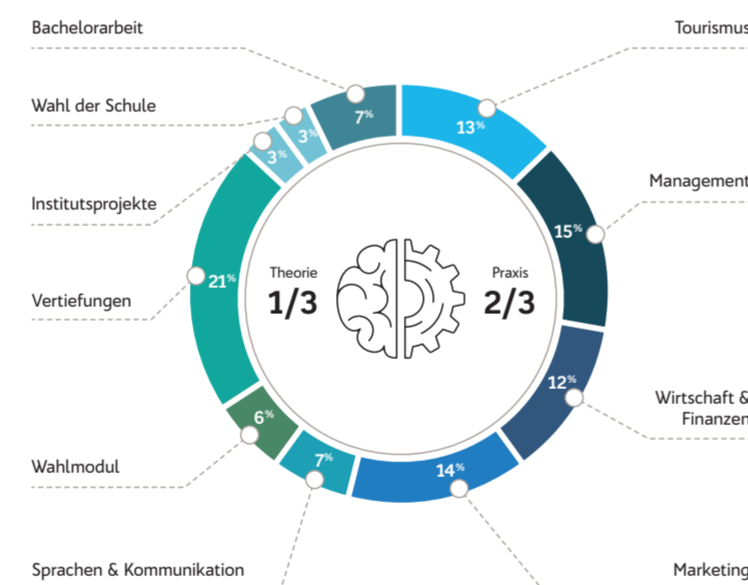 Bachelorarbeit
Tourismus
Wahl der Schule
7%
13%
3%
3%
Management
Institutsprojekte
15%
Theorie
1/3
Praxis
2/3
21%
Vertiefungen
12%
Wirtschaft &
Finanzen
6%
Wahlmodul
7%
14%
Sprachen & Kommunikation
Marketing